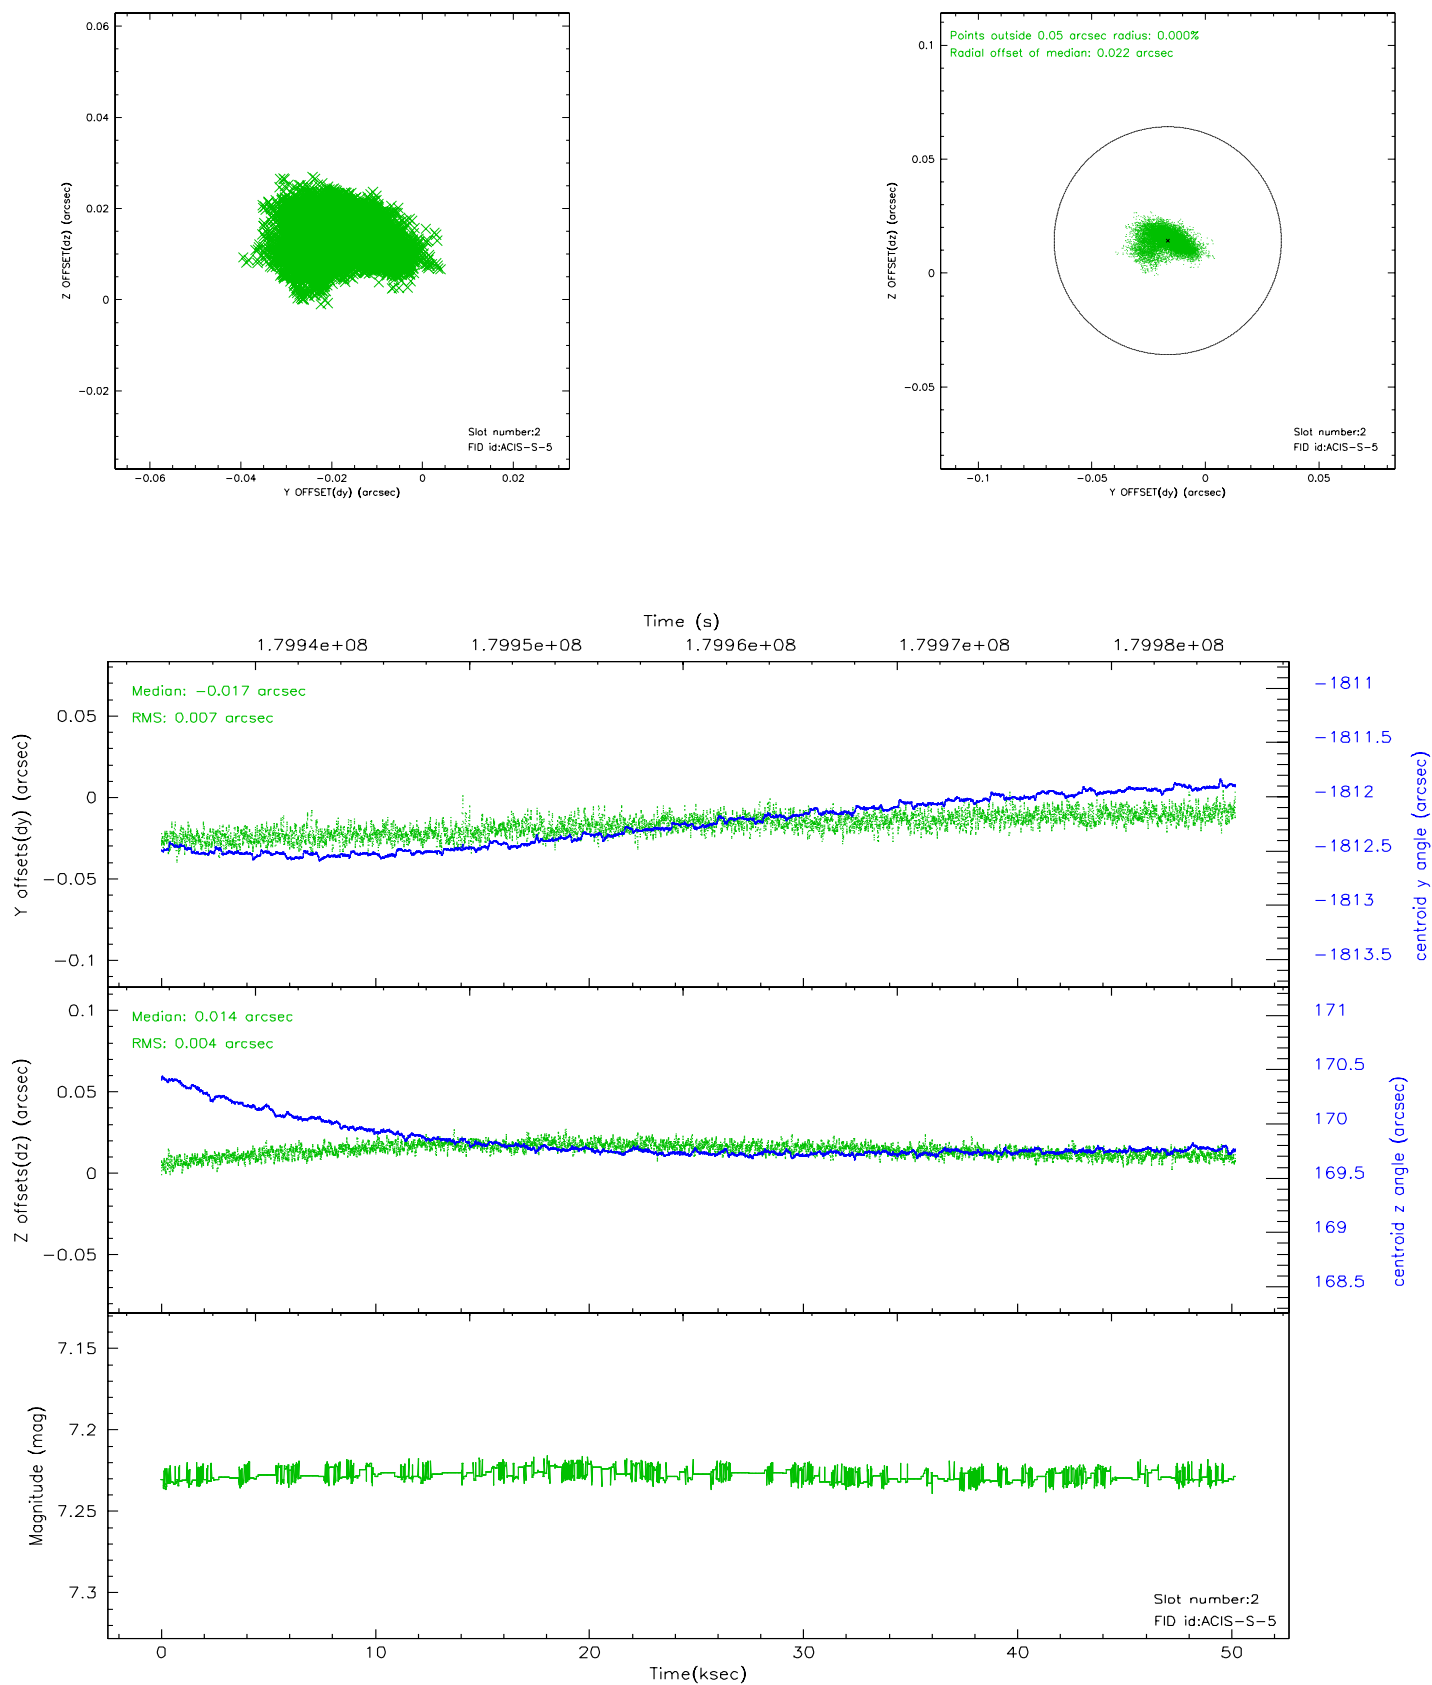 0.06
0.04
0.02
0
-0.02
Z OFFSET(dz) (arcsec)
-0.06 -0.04 -0.02 0 0.02
Y OFFSET(dy) (arcsec)
Slot number:2
FID id:ACIS-S-5
Points outside 0.05 arcsec radius: 0.000%
Radial offset of median: 0.022 arcsec
0.1
0.05
0
-0.05
Z OFFSET(dz) (arcsec)
-0.1 -0.05 0 0.05
Y OFFSET(dy) (arcsec)
Slot number:2
FID id:ACIS-S-5
Time (s)
1.7994e+08 1.7995e+08 1.7996e+08 1.7997e+08 1.7998e+08
Median: -0.017 arcsec
RMS: 0.007 arcsec
0.05
0
-0.05
-0.1
Y offsets(dy) (arcsec)
-1811
-1811.5
-1812
-1812.5
-1813
-1813.5
centroid y angle (arcsec)
Median: 0.014 arcsec
RMS: 0.004 arcsec
0.1
0.05
0
-0.05
Z offsets(dz) (arcsec)
171
170.5
170
169.5
169
168.5
centroid z angle (arcsec)
7.15
7.2
7.25
7.3
Magnitude (mag)
Slot number:2
FID id:ACIS-S-5
0 10 20 30 40 50
Time(ksec)